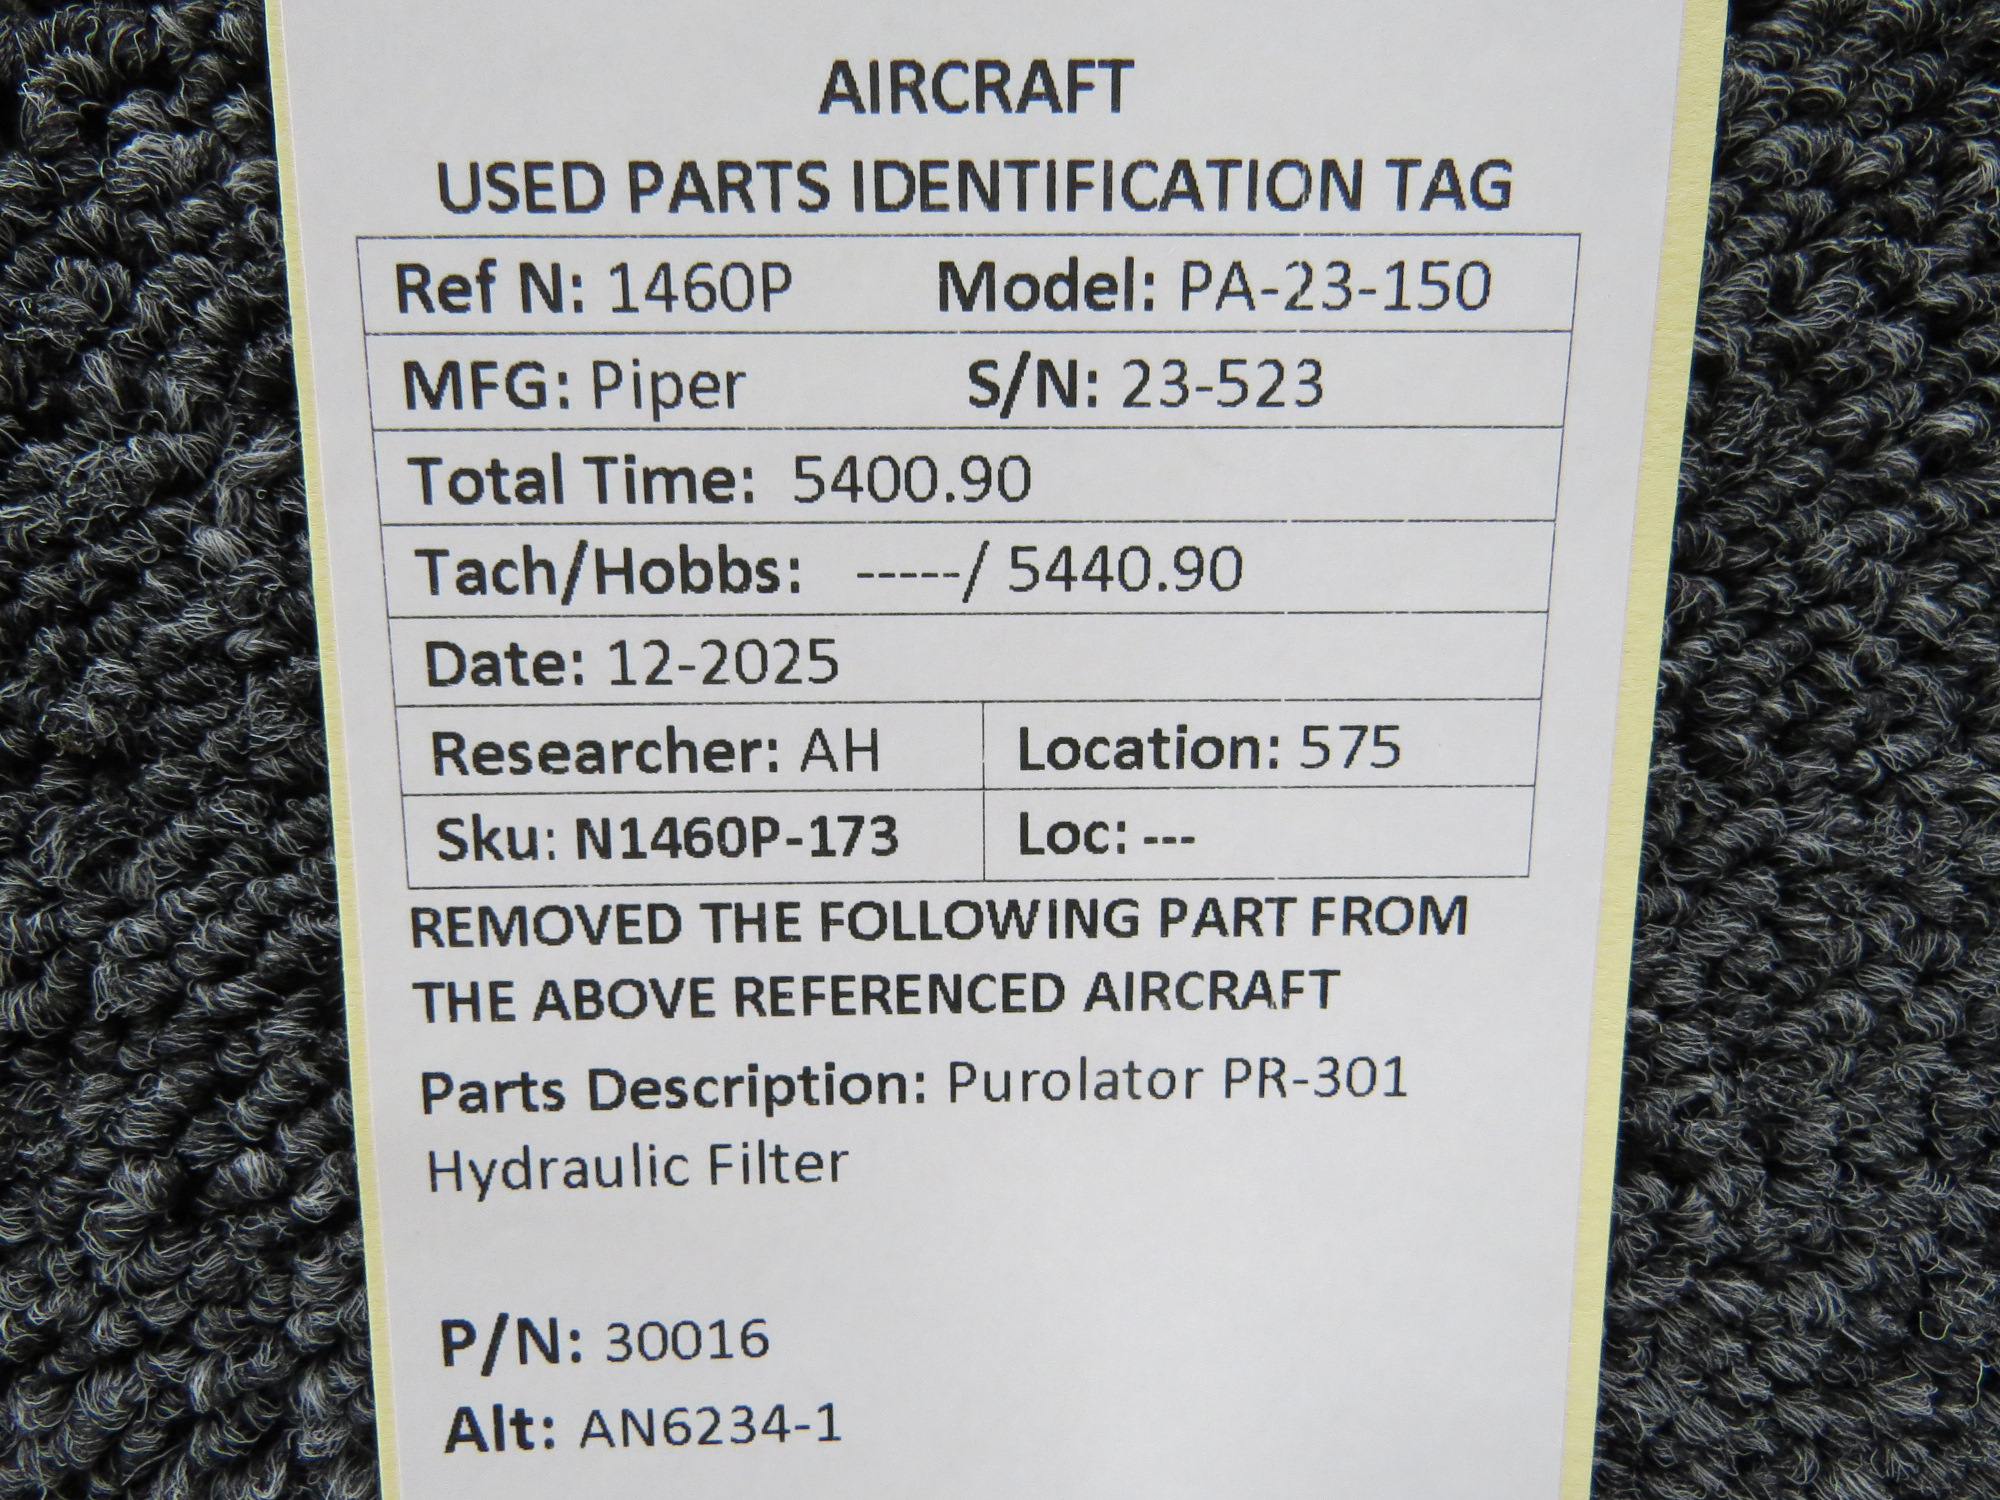 AIRCRAFT
USED PARTS IDENTIFICATION TAG
Ref N: 1460P Model: PA-23-150
MFG: Piper S/N: 23-523
Total Time: 5400.90
Tach/Hobbs: -----/ 5440.90
Date: 12-2025
Researcher: AH Location: 575
Sku: N1460P-173 Loc: ---
REMOVED THE FOLLOWING PART FROM
THE ABOVE REFERENCED AIRCRAFT
Parts Description: Purolator PR-301
Hydraulic Filter
P/N: 30016
Alt: AN6234-1